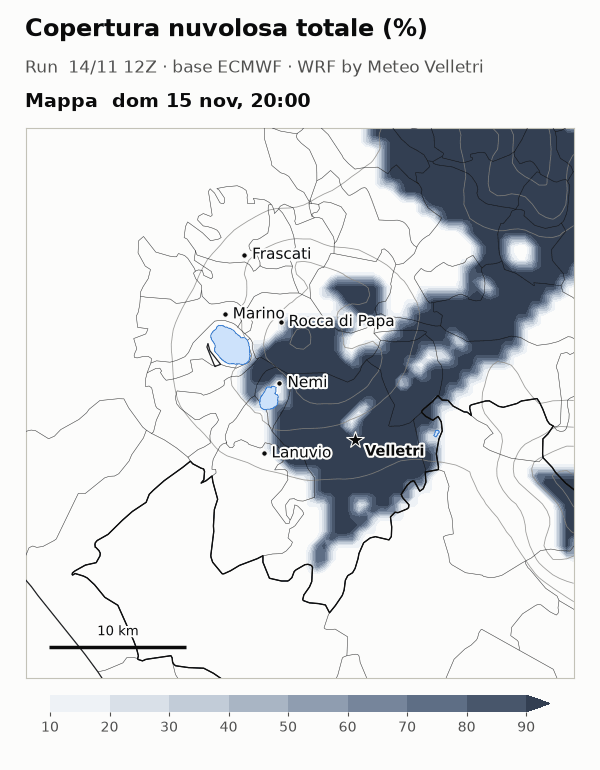 Copertura nuvolosa totale (%)
Run  14/11 12Z · base ECMWF · WRF by Meteo Velletri
Mappa  dom 15 nov, 20:00
Frascati
Marino
Rocca di Papa
Nemi
Velletri
Lanuvio
10 km
10 20 30 40 50 60 70 80 90